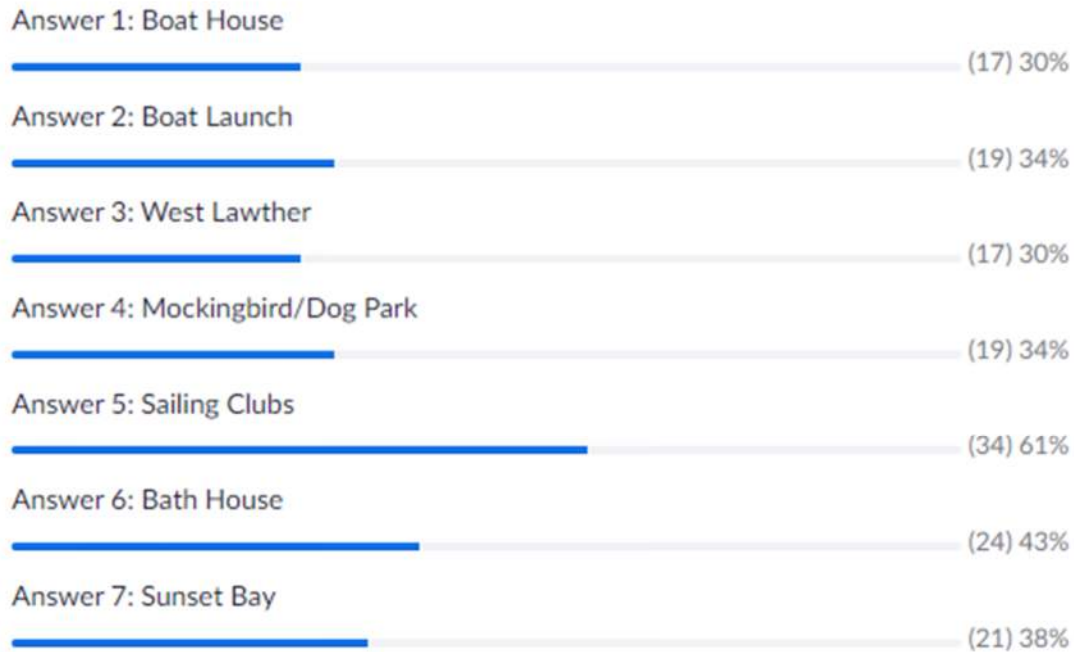 Answer 1: Boat House
(17) 30%
Answer 2: Boat Launch
(19) 34%
Answer 3: West Lawther
(17) 30%
Answer 4: Mockingbird/Dog Park
(19) 34%
Answer 5: Sailing Clubs
(34) 61%
Answer 6: Bath House
(24) 43%
Answer 7: Sunset Bay
(21) 38%